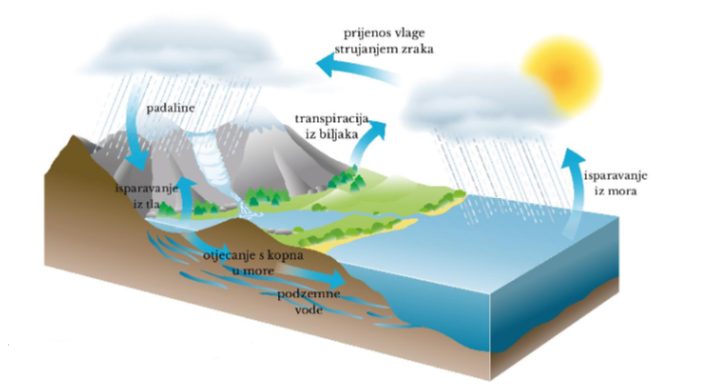 prijenos vlage
strujanjem zraka
padaline
transpiracija
iz biljaka
isparavanje
iz mora
isparavanje
iz tla
otjecanje s kopna
u more
podzemne
vode